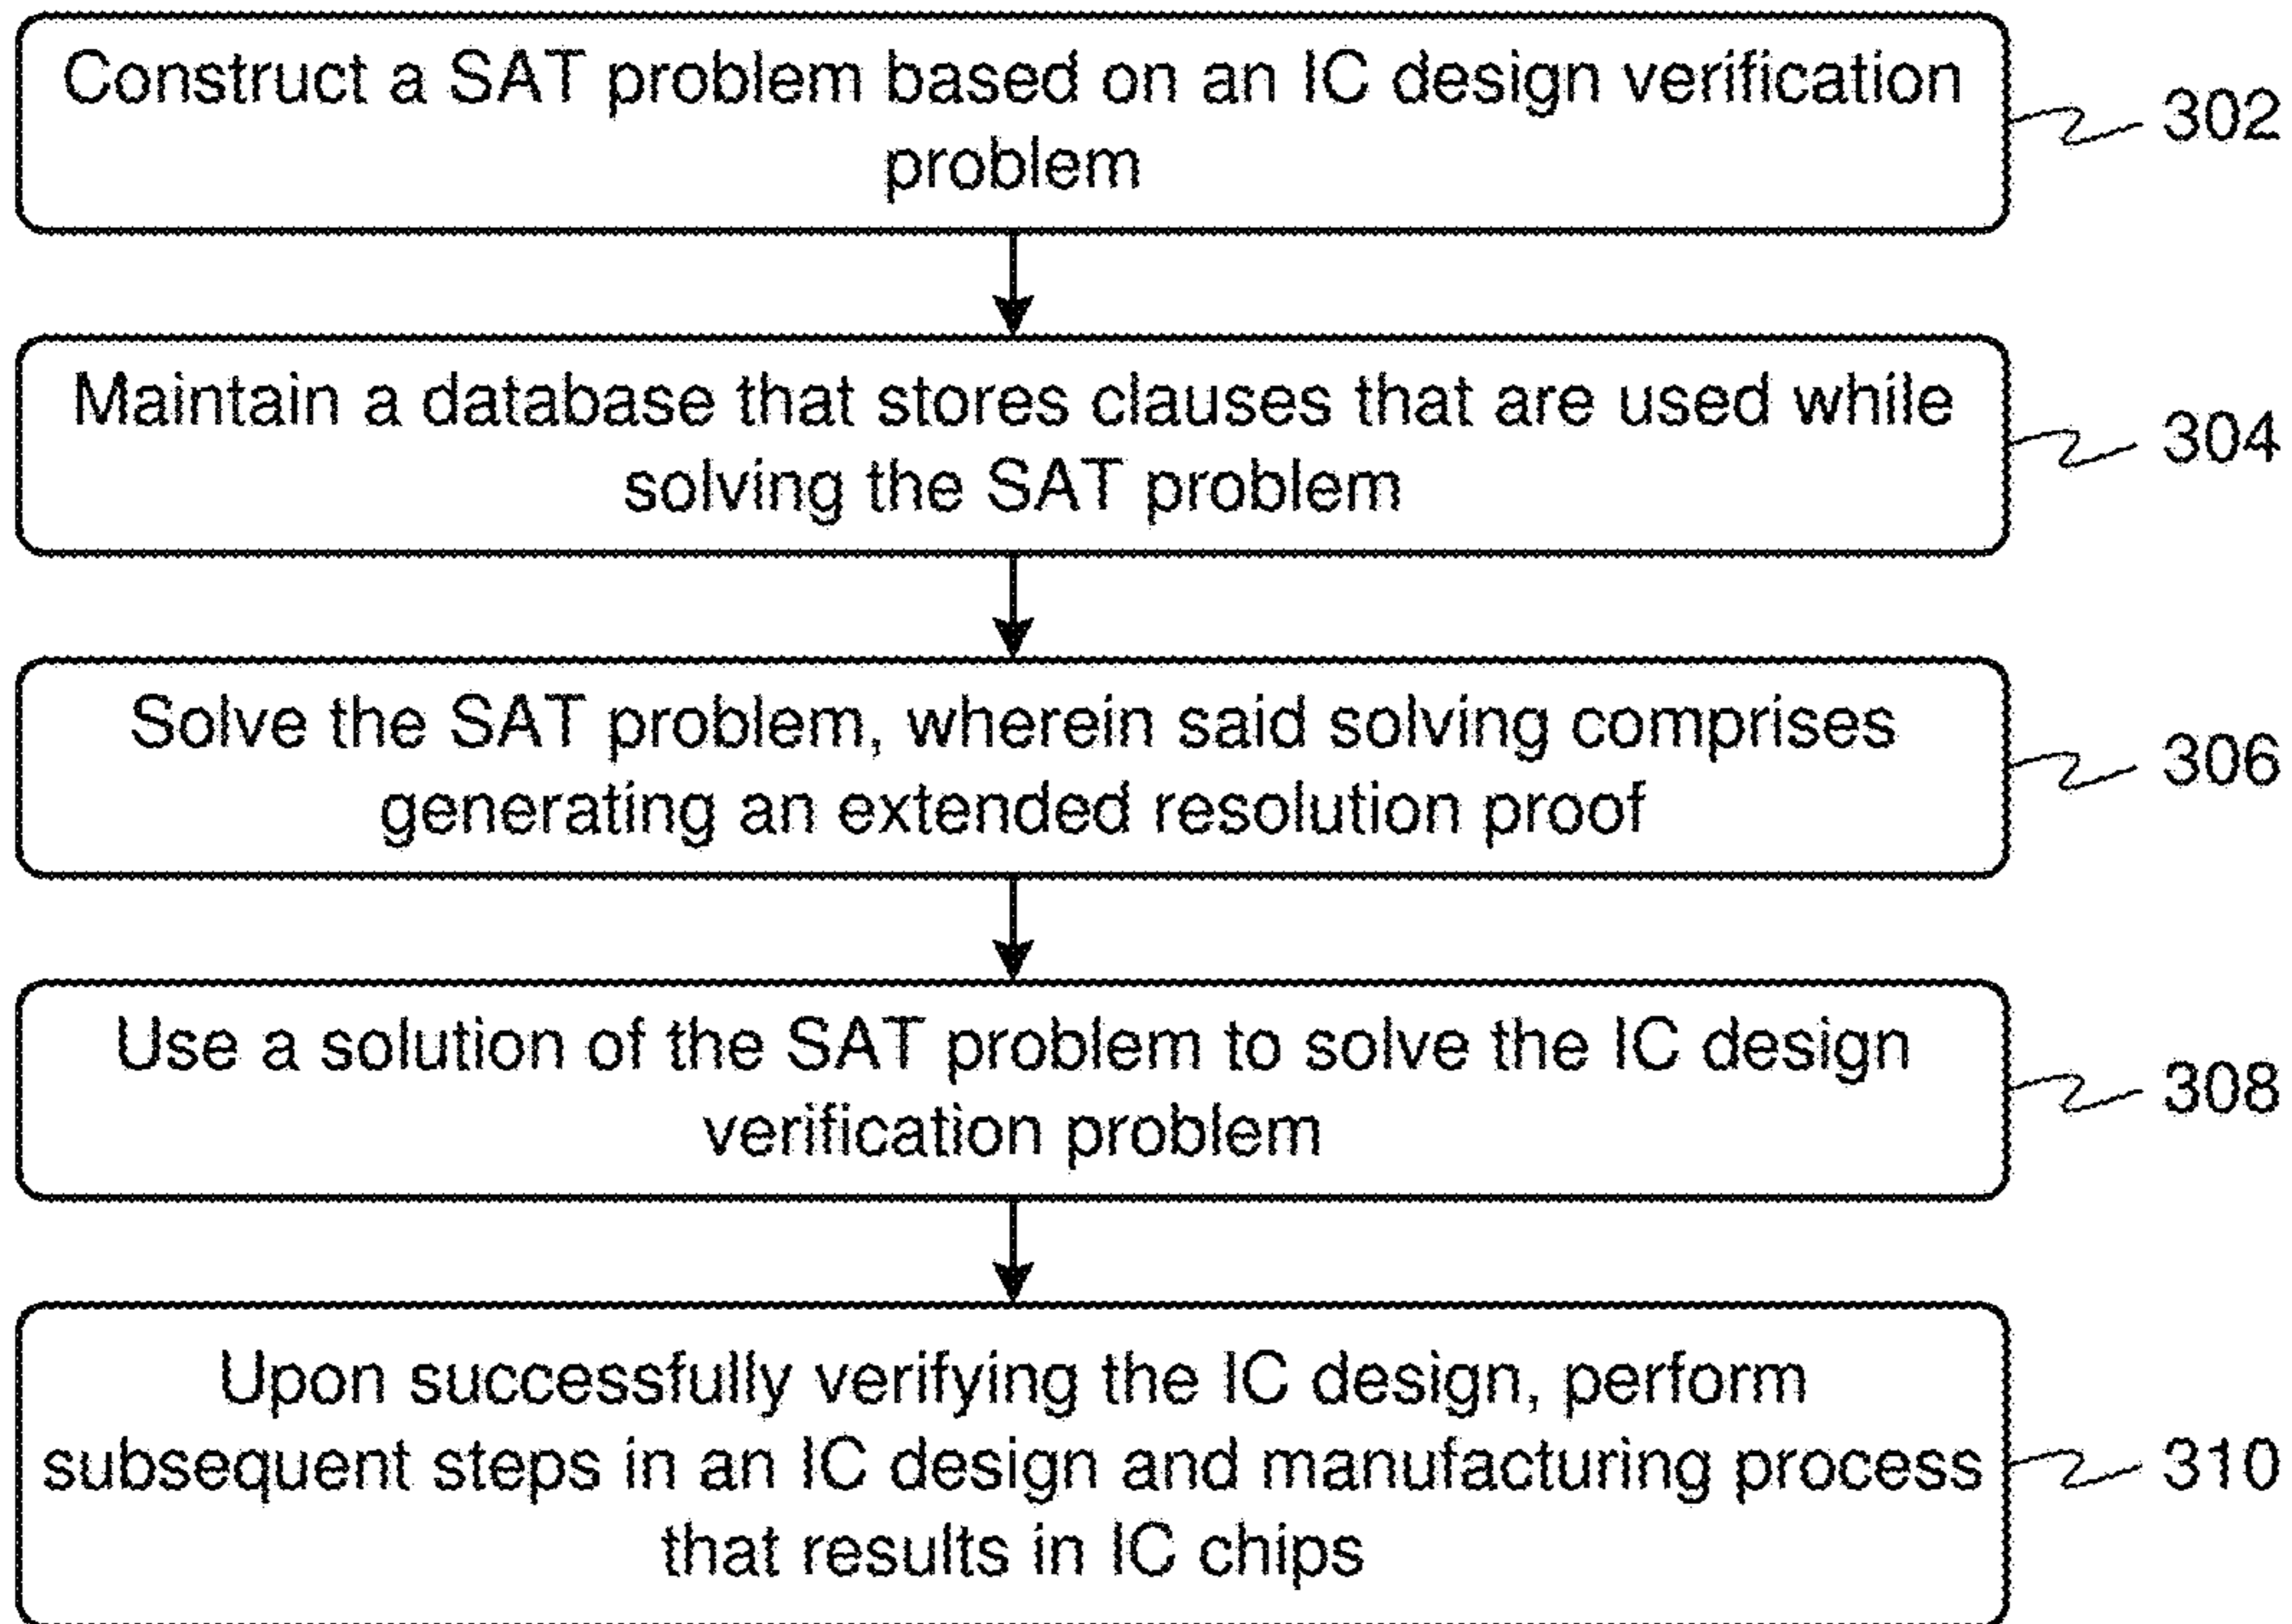 Construct a SAT problem based on an IC design verification
problem
302
Maintain a database that stores clauses that are used while
solving the SAT problem
304
Solve the SAT problem, wherein said solving comprises
generating an extended resolution proof
306
Use a solution of the SAT problem to solve the IC design
verification problem
308
Upon successfully verifying the IC design, perform
subsequent steps in an IC design and manufacturing process
that results in IC chips
310